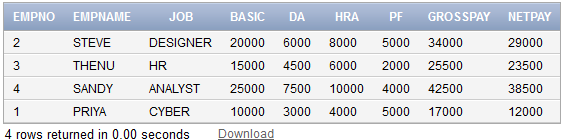 EMPNO EMPNAME JOB BASIC DA HRA PF GROSSPAY NETPAY
2 STEVE DESIGNER 20000 6000 8000 5000 34000 29000
3 THENU HR 15000 4500 6000 2000 25500 23500
4 SANDY ANALYST 25000 7500 10000 4000 42500 38500
1 PRIYA CYBER 10000 3000 4000 5000 17000 12000
4 rows returned in 0.00 seconds Download